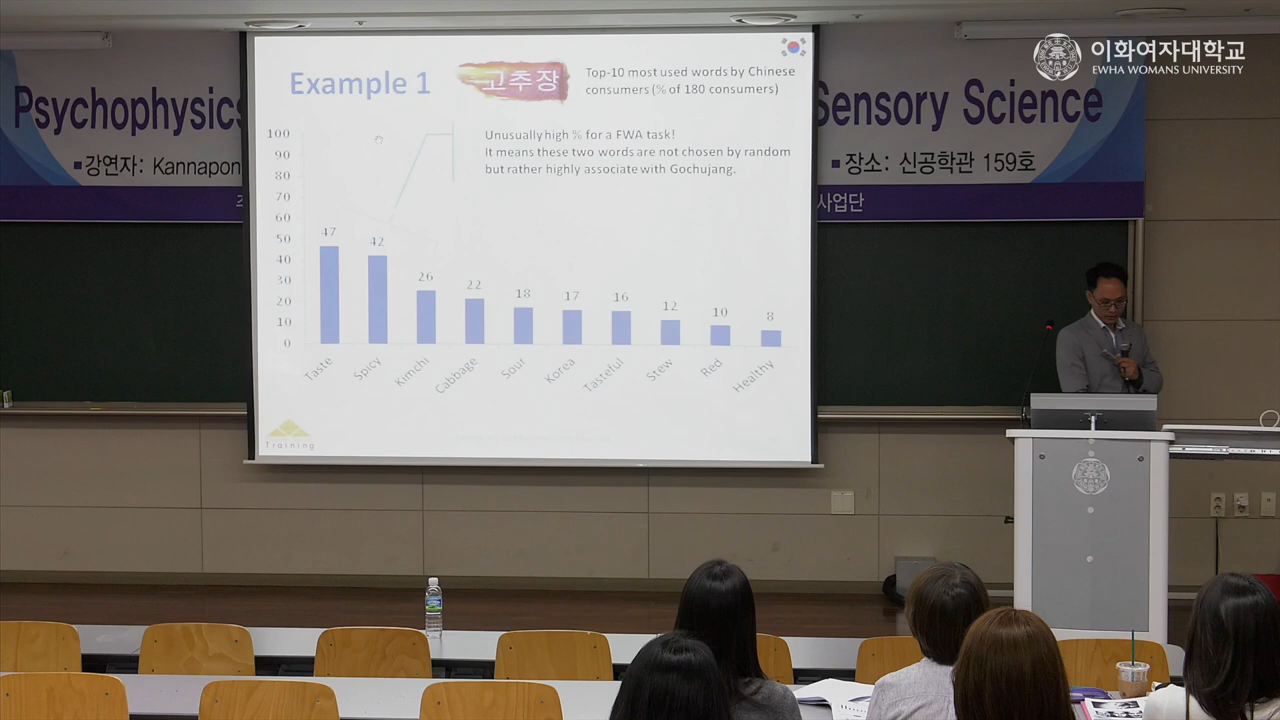 이화여자대학교
EWHA WOMANS UNIVERSITY
Psychophysics
Sensory Science
강연자: Kannapon
장소: 신공학관 159호
사업단
Example 1
고추장
Top-10 most used words by Chinese
consumers (% of 180 consumers)
Unusually high % for a FWA task!
It means these two words are not chosen by random
but rather highly associate with Gochujang.
100
90
80
70
60
50
40
30
20
10
0
47
42
26
22
18
17
16
12
10
8
Taste
Spicy
Kimchi
Cabbage
Sour
Korea
Tasteful
Stew
Red
Healthy
Training